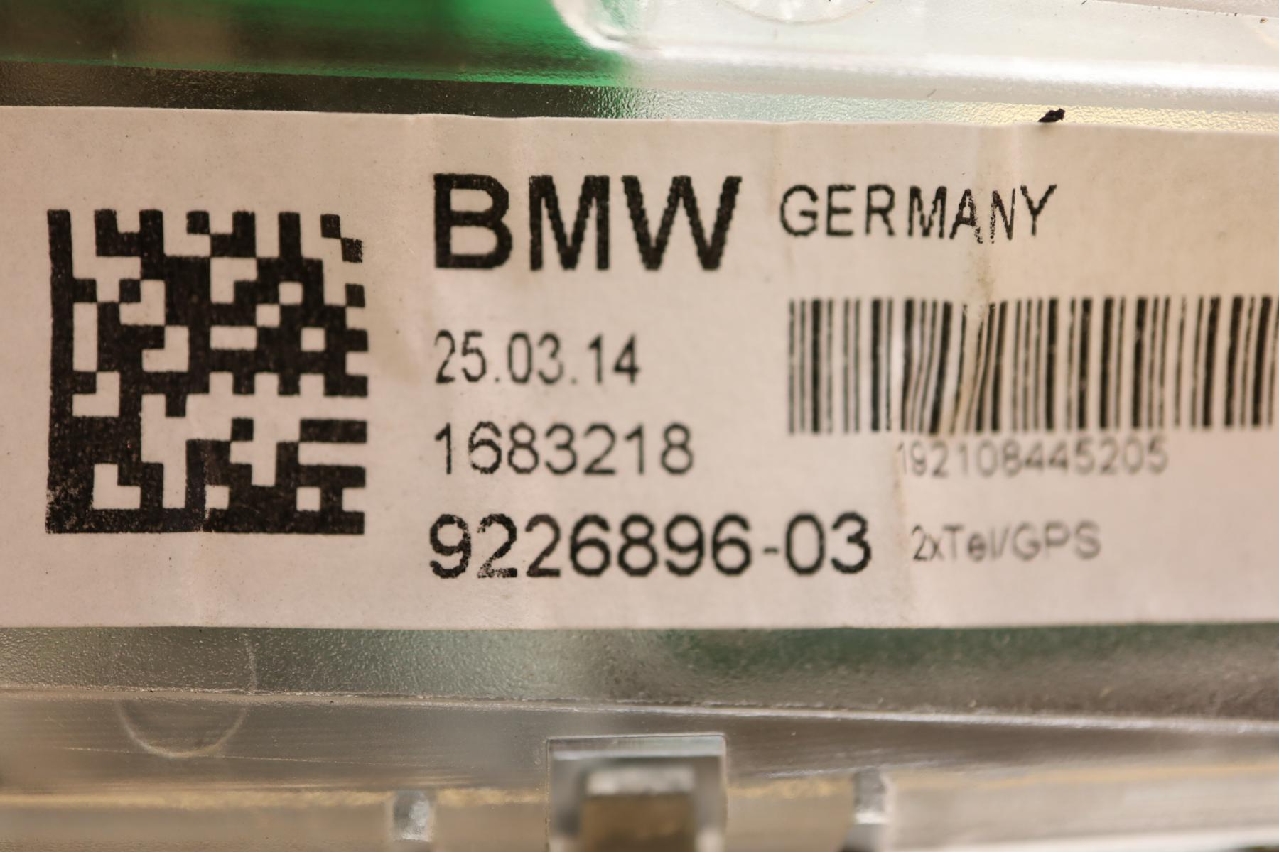 BMW GERMANY
25.03.14
1683218
192108445205
9226896-03 2xTel/GPS